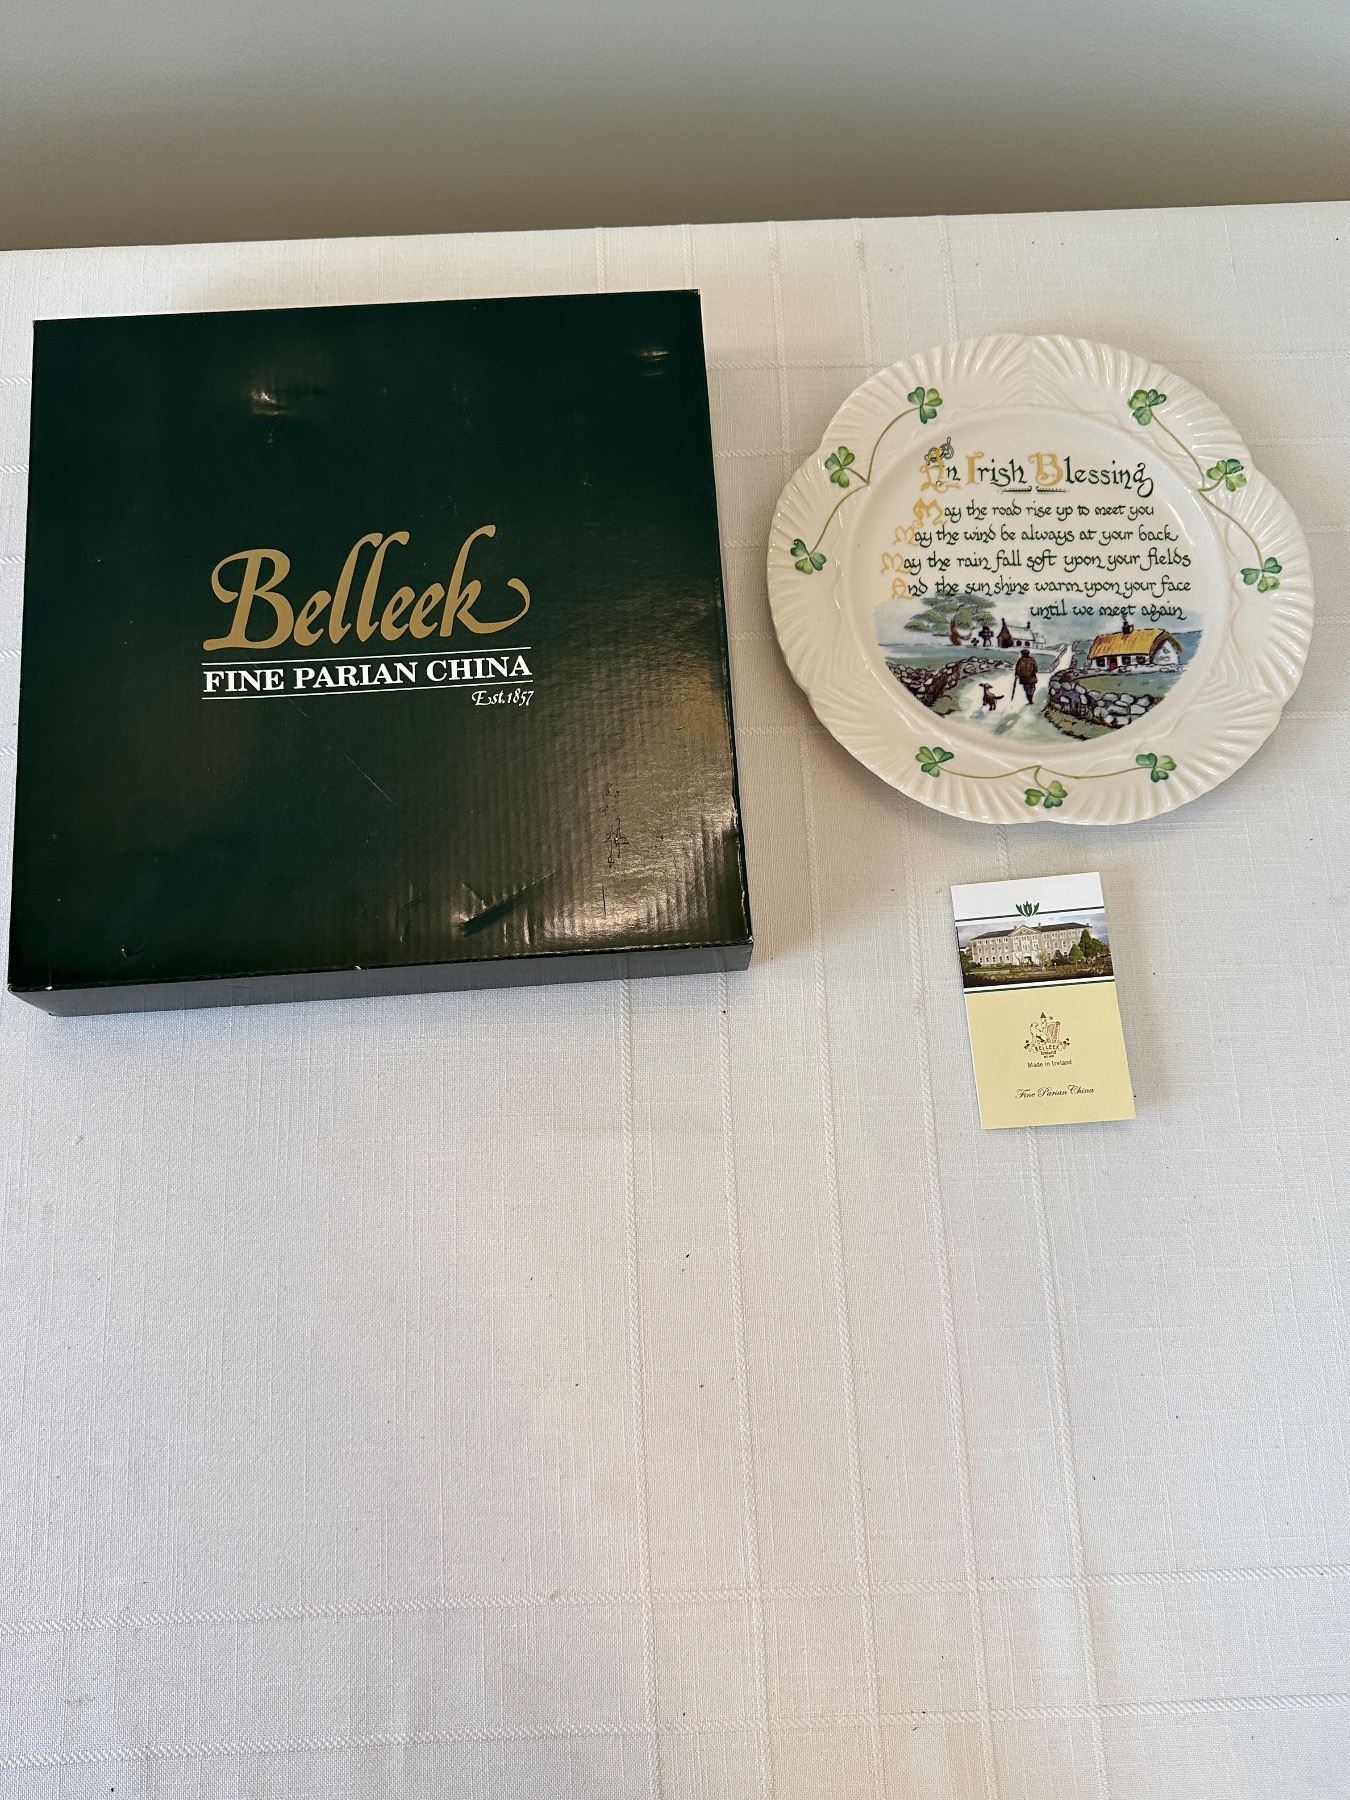 Belleek
FINE PARIAN CHINA
Est. 1857
An Irish Blessing
May the road rise up to meet you
May the wind be always at your back
May the rain fall soft upon your fields
And the sun shine warm upon your face
until we meet again
BELLEEK
Ireland
Made in Ireland
Fine Parian China